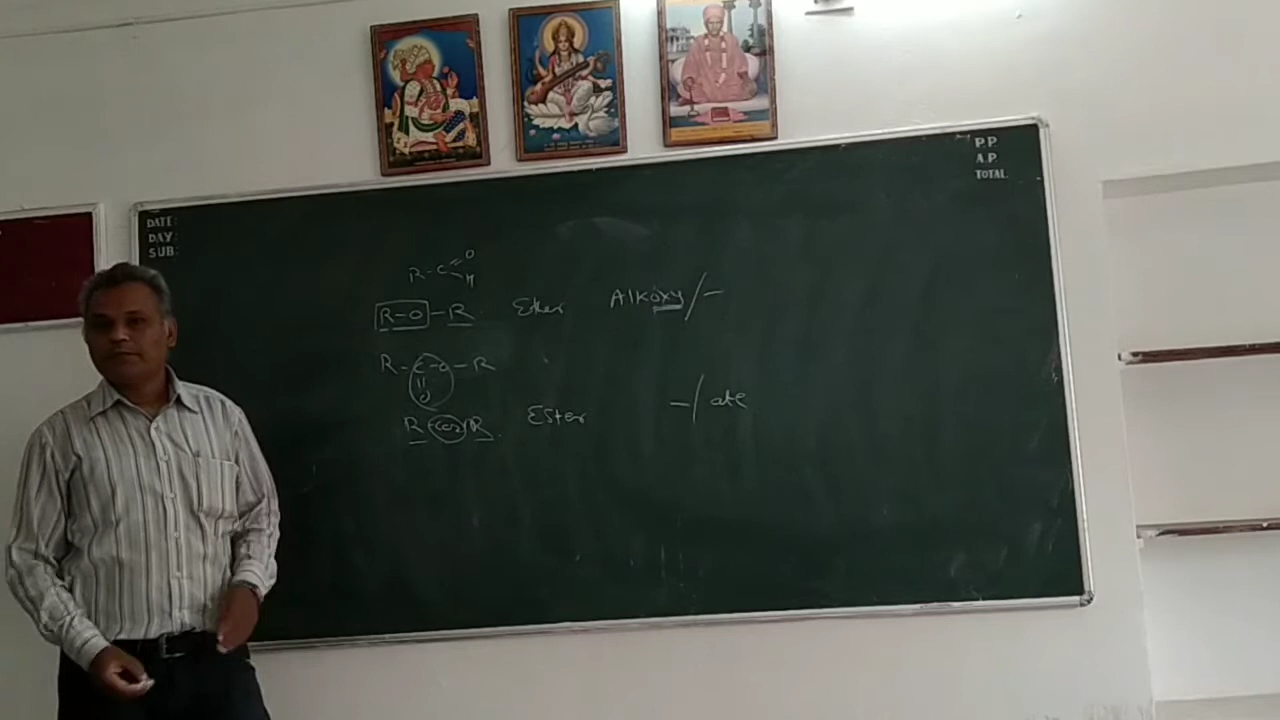 P.P
A.P.
TOTAL
DATE:
DAY:
SUB:
R-C=O
H
R-O-R Ether Alkoxy/-
R-C-O-R
O
R(CO2)R Ester -/ate